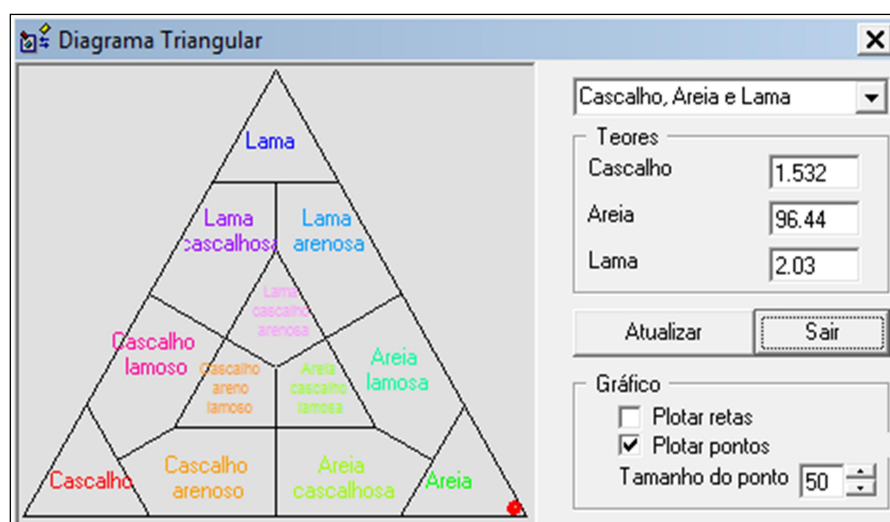 Diagrama Triangular
Lama
Lama
cascalhosa
Lama
arenosa
Lama
cascalho
arenosa
Cascalho
lamoso
Cascalho
areno
lamoso
Areia
cascalho
lamosa
Areia
lamosa
Cascalho
Cascalho
arenoso
Areia
cascalhosa
Areia
Cascalho, Areia e Lama
Teores
Cascalho 1.532
Areia 96.44
Lama 2.03
Atualizar Sair
Gráfico
Plotar retas
Plotar pontos
Tamanho do ponto 50